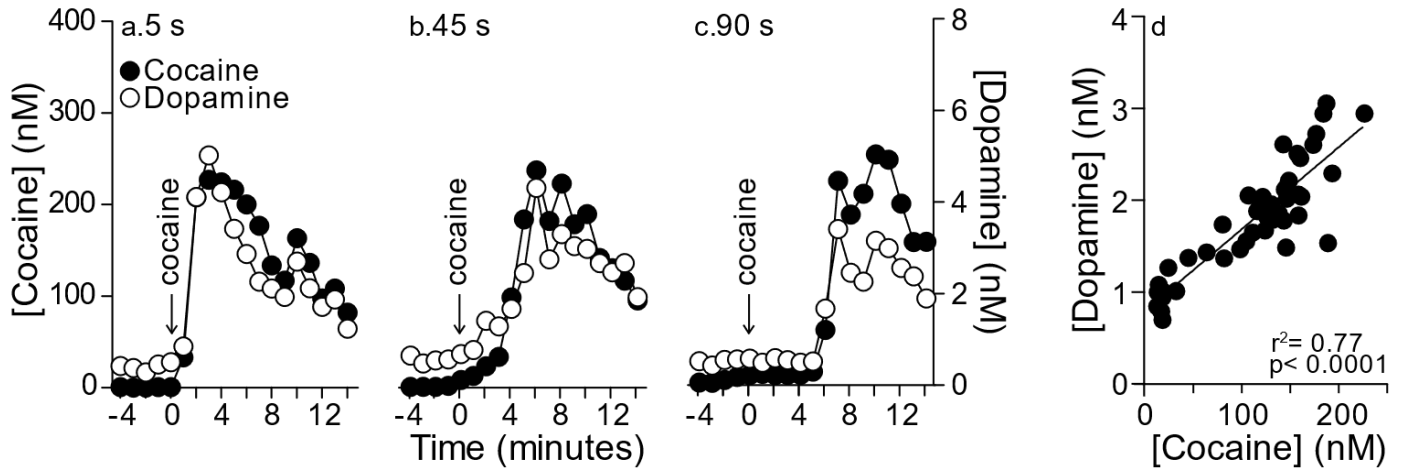 a.5 s
b.45 s
c.90 s
d
Cocaine
Dopamine
[Cocaine] (nM)
400
300
200
100
0
cocaine
cocaine
cocaine
-4 0 4 8 12
-4 0 4 8 12
-4 0 4 8 12
Time (minutes)
8
6
4
2
0
[Dopamine] (nM)
[Dopamine] (nM)
4
3
2
1
0
r²= 0.77
p< 0.0001
0 100 200
[Cocaine] (nM)